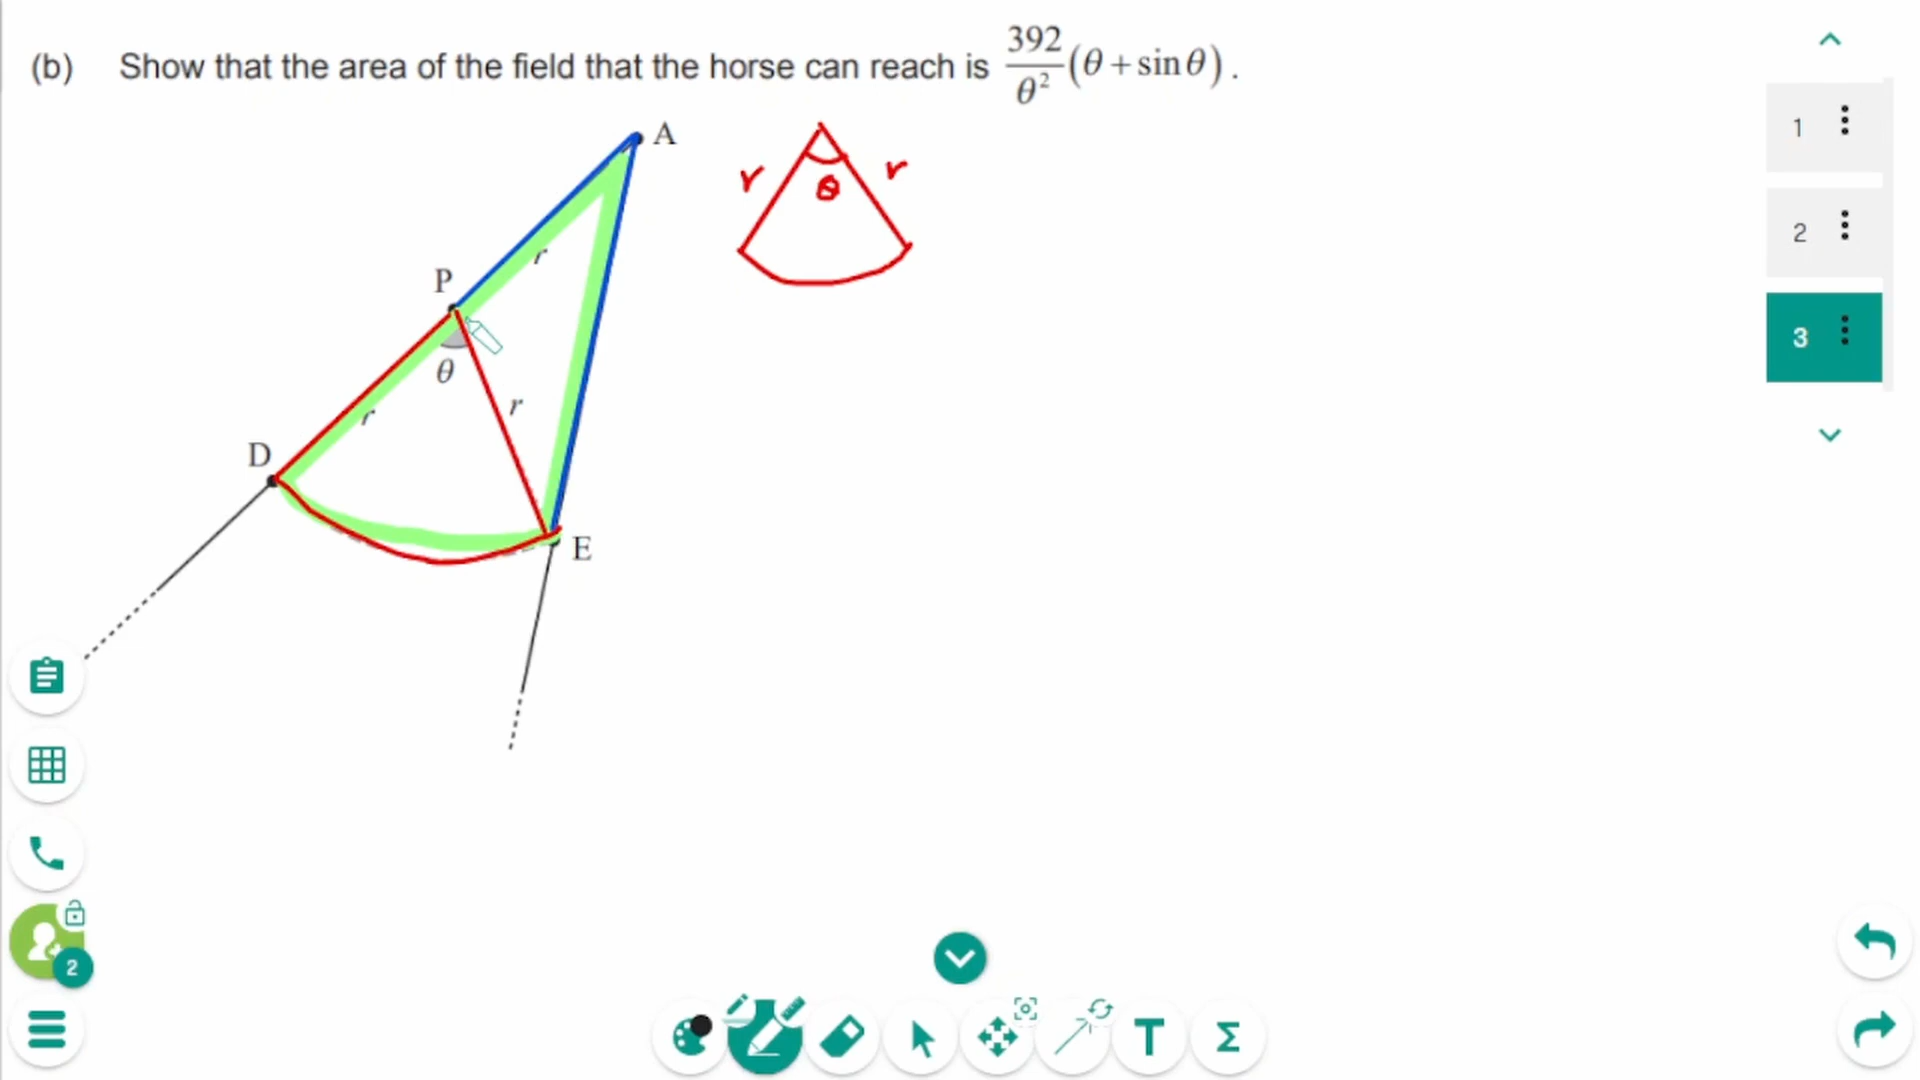 (b) Show that the area of the field that the horse can reach is 392/θ² (θ + sin θ).
A
r θ r
P
r
θ
r
r
D
E
1
2
3
2
T
Σ